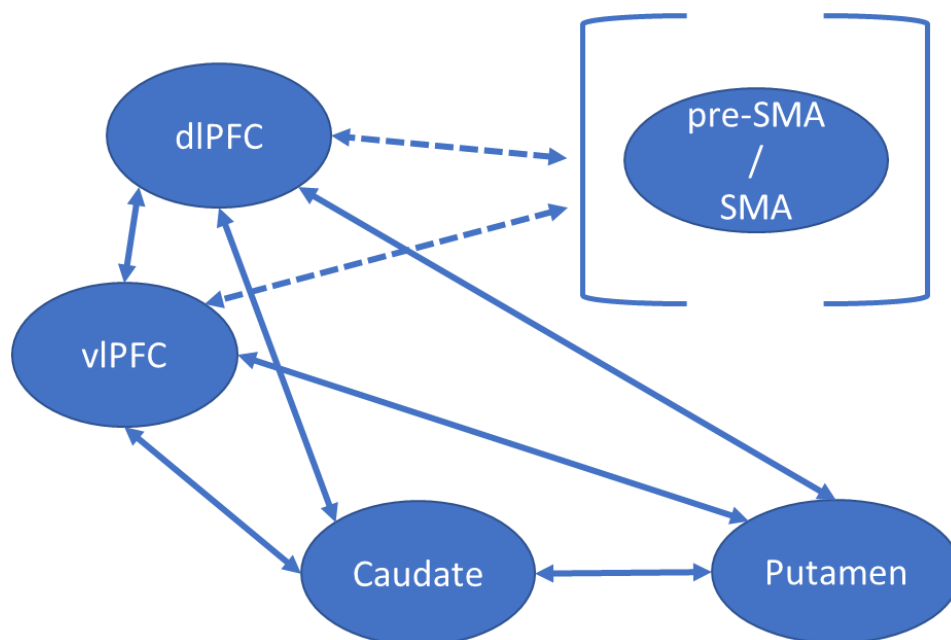 dlPFC
pre-SMA
/
SMA
vlPFC
Caudate
Putamen